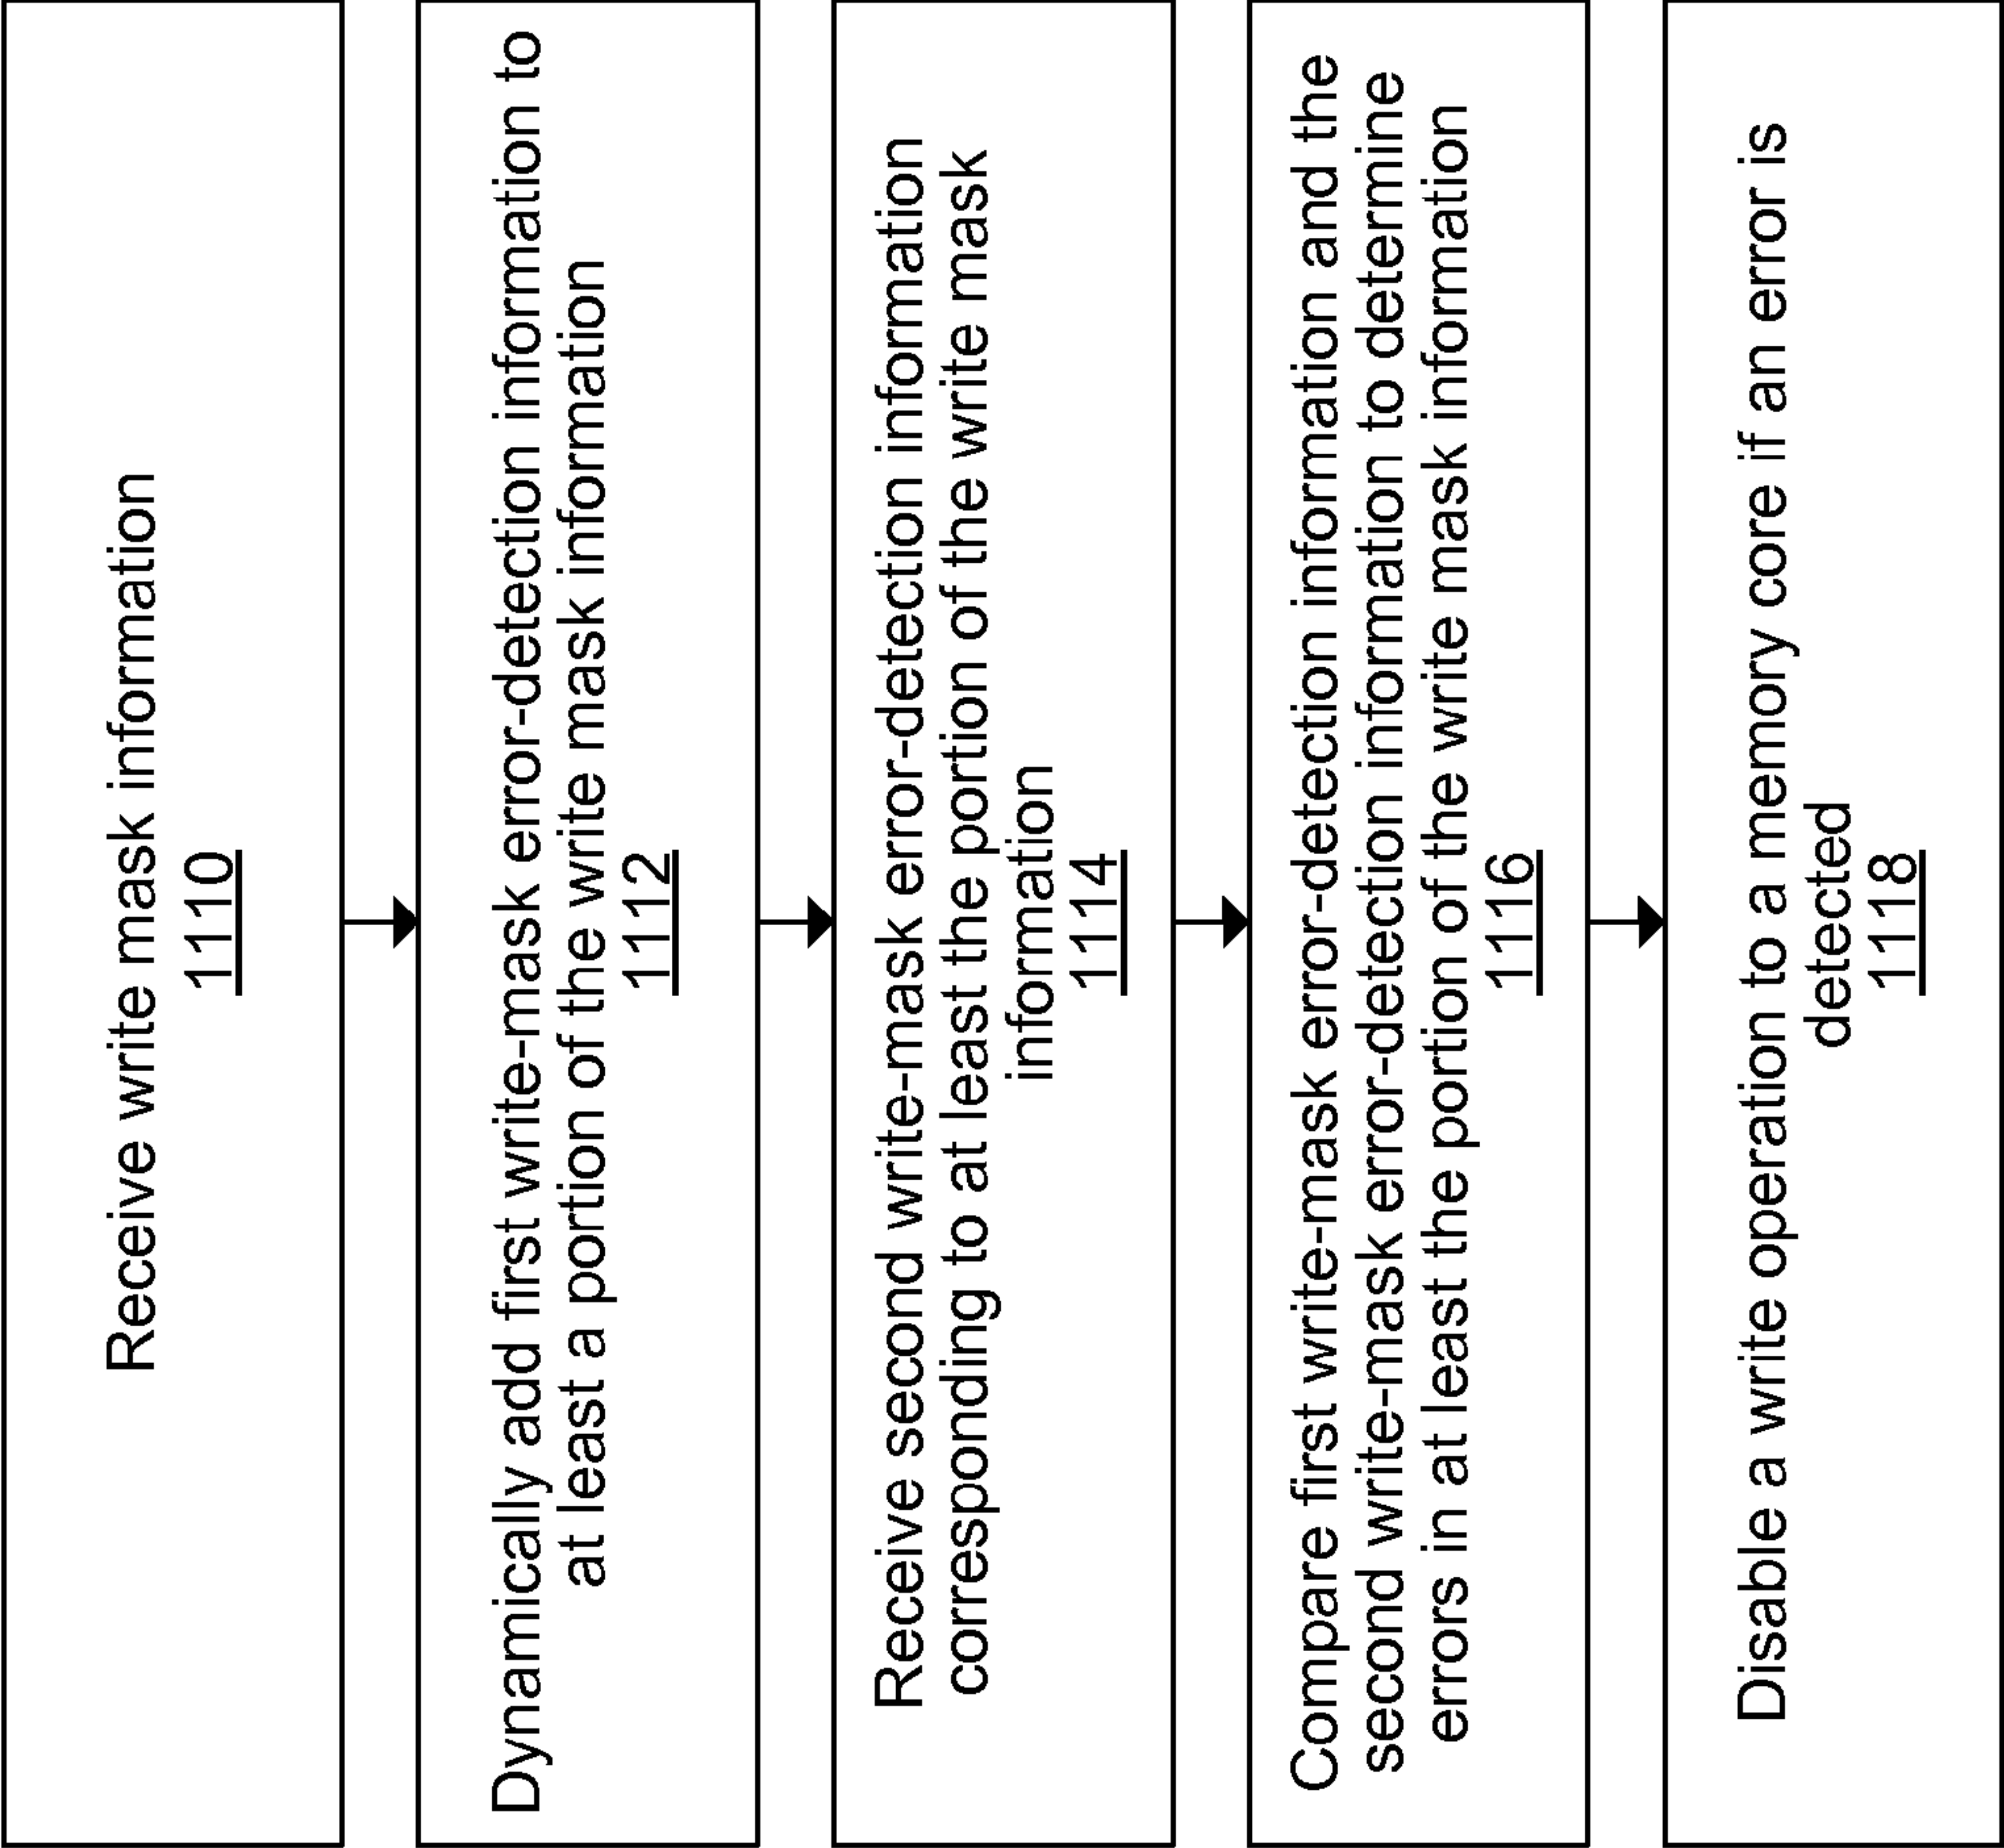 Receive write mask information
1110
Dynamically add first write-mask error-detection information to
at least a portion of the write mask information
1112
Receive second write-mask error-detection information
corresponding to at least the portion of the write mask
information
1114
Compare first write-mask error-detection information and the
second write-mask error-detection information to determine
errors in at least the portion of the write mask information
1116
Disable a write operation to a memory core if an error is
detected
1118